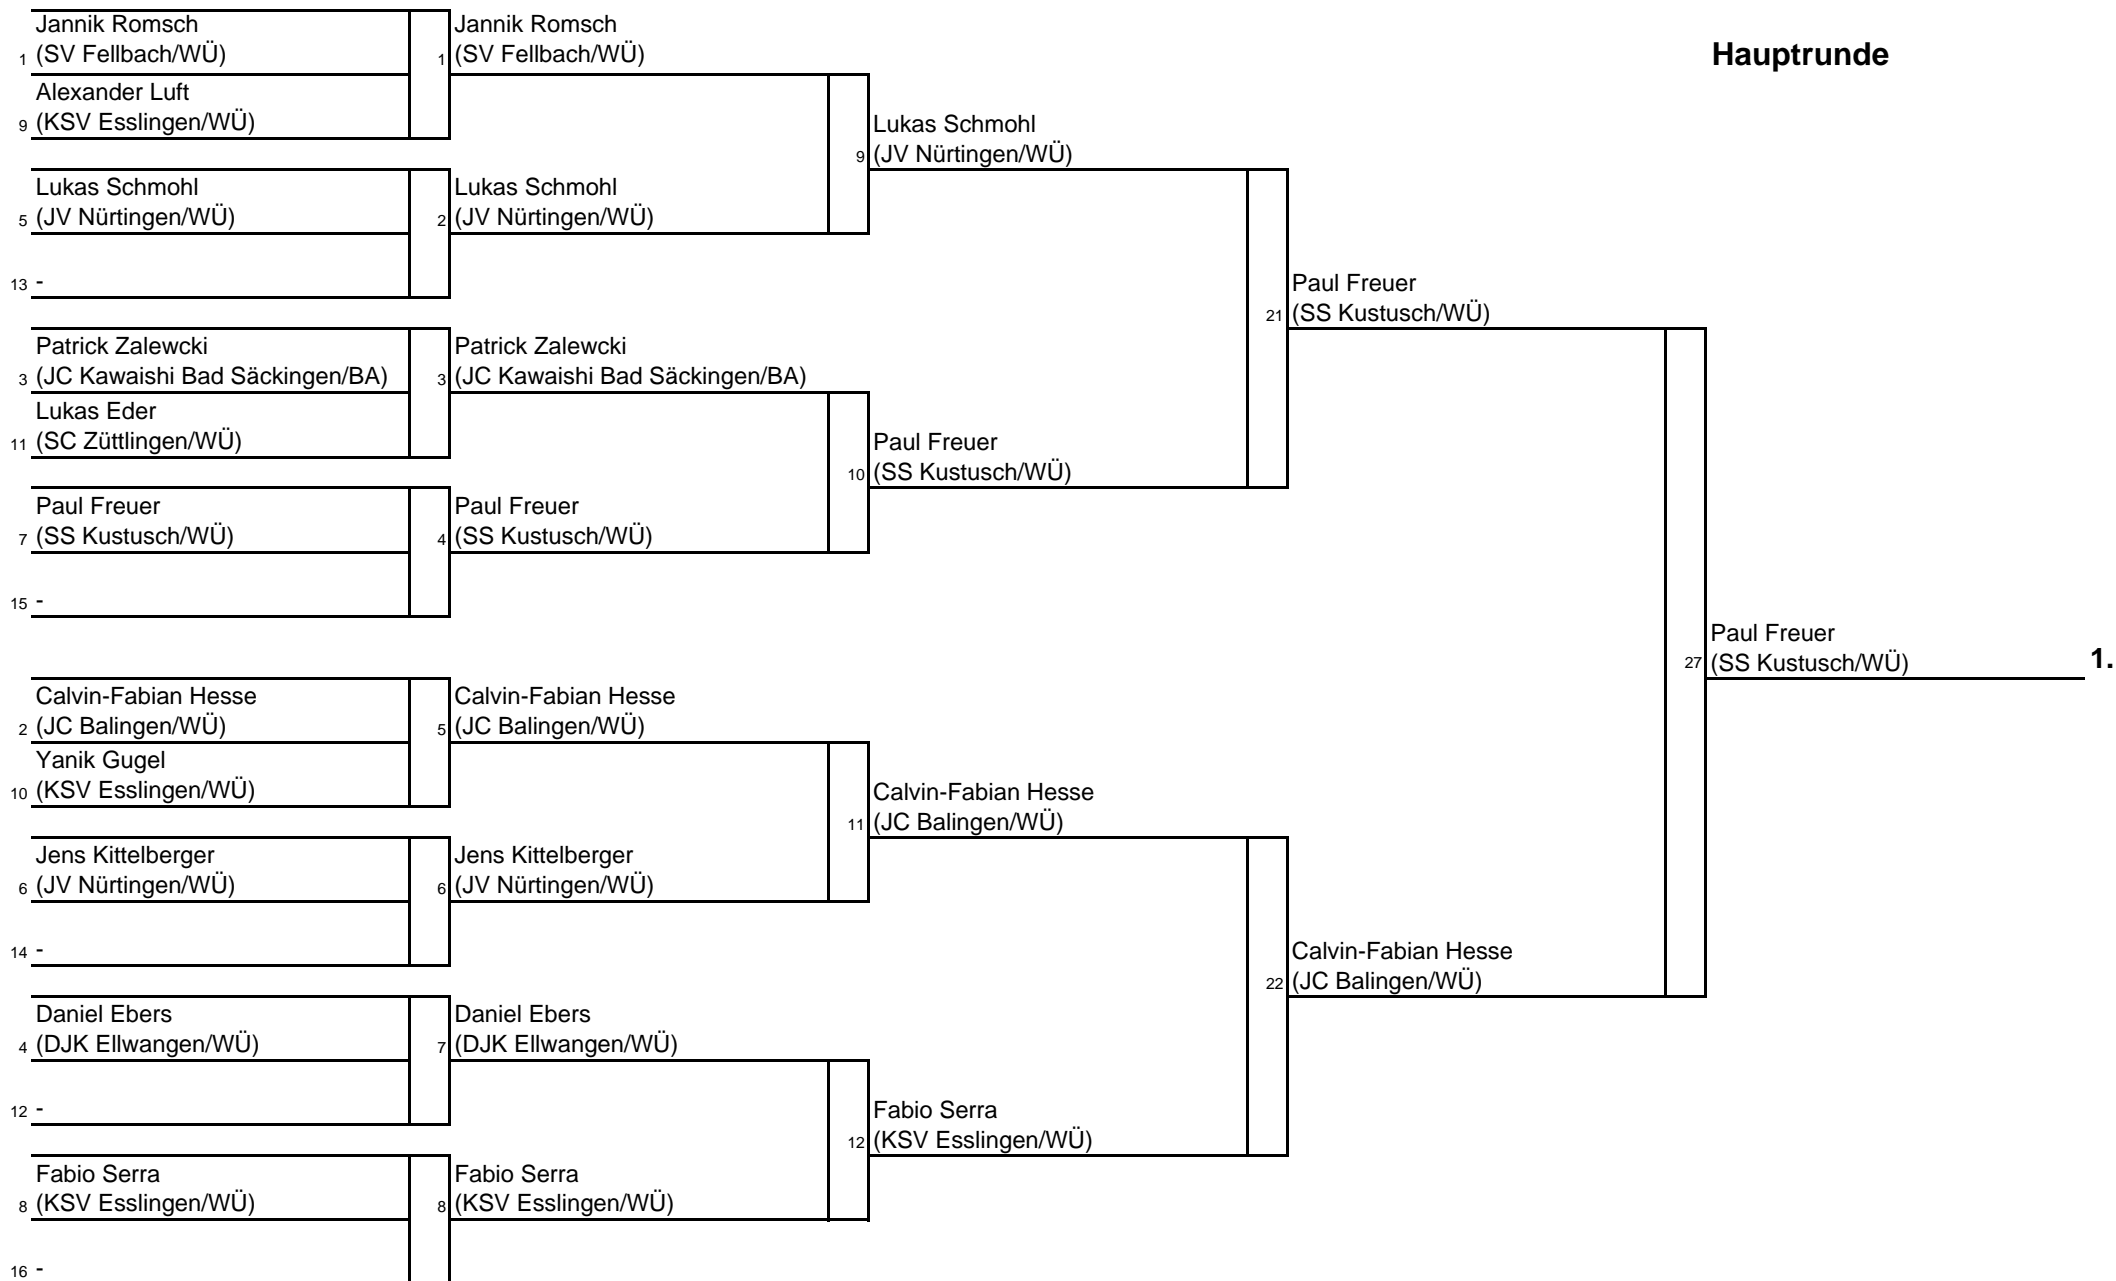 Hauptrunde
Jannik Romsch
1 (SV Fellbach/WÜ)
Alexander Luft
9 (KSV Esslingen/WÜ)
Lukas Schmohl
5 (JV Nürtingen/WÜ)
13 -
Patrick Zalewcki
3 (JC Kawaishi Bad Säckingen/BA)
Lukas Eder
11 (SC Züttlingen/WÜ)
Paul Freuer
7 (SS Kustusch/WÜ)
15 -
Calvin-Fabian Hesse
2 (JC Balingen/WÜ)
Yanik Gugel
10 (KSV Esslingen/WÜ)
Jens Kittelberger
6 (JV Nürtingen/WÜ)
14 -
Daniel Ebers
4 (DJK Ellwangen/WÜ)
12 -
Fabio Serra
8 (KSV Esslingen/WÜ)
16 -
Jannik Romsch
1 (SV Fellbach/WÜ)
Lukas Schmohl
2 (JV Nürtingen/WÜ)
Patrick Zalewcki
3 (JC Kawaishi Bad Säckingen/BA)
Paul Freuer
4 (SS Kustusch/WÜ)
Calvin-Fabian Hesse
5 (JC Balingen/WÜ)
Jens Kittelberger
6 (JV Nürtingen/WÜ)
Daniel Ebers
7 (DJK Ellwangen/WÜ)
Fabio Serra
8 (KSV Esslingen/WÜ)
Lukas Schmohl
9 (JV Nürtingen/WÜ)
Paul Freuer
10 (SS Kustusch/WÜ)
Calvin-Fabian Hesse
11 (JC Balingen/WÜ)
Fabio Serra
12 (KSV Esslingen/WÜ)
Paul Freuer
21 (SS Kustusch/WÜ)
Calvin-Fabian Hesse
22 (JC Balingen/WÜ)
Paul Freuer
27 (SS Kustusch/WÜ) 1.